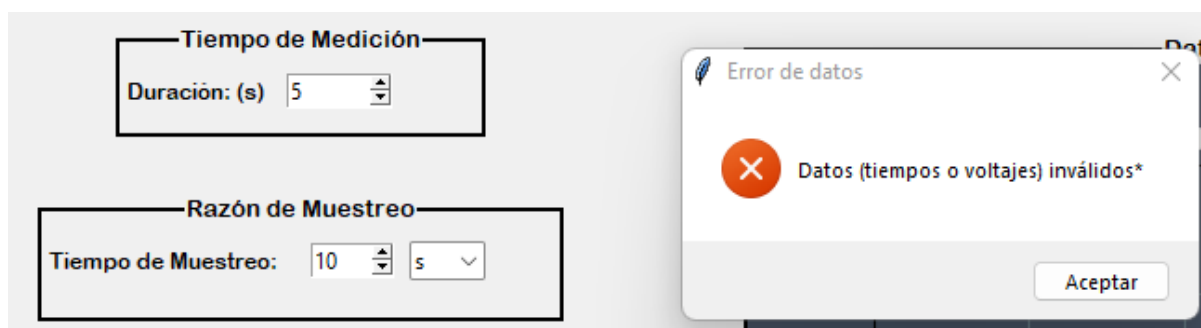 Tiempo de Medición
Duración: (s) 5
Razón de Muestreo
Tiempo de Muestreo: 10 s
Error de datos
Datos (tiempos o voltajes) inválidos*
Aceptar